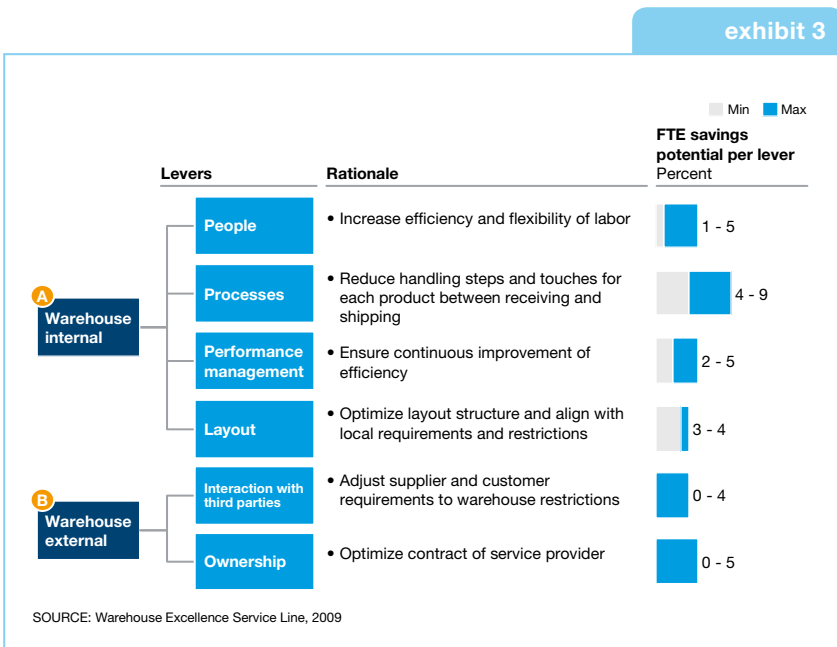 exhibit 3
Min Max
FTE savings
potential per lever
Percent
Levers
Rationale
People
• Increase efficiency and flexibility of labor
1 - 5
A
Warehouse
internal
Processes
• Reduce handling steps and touches for
each product between receiving and
shipping
4 - 9
Performance
management
• Ensure continuous improvement of
efficiency
2 - 5
Layout
• Optimize layout structure and align with
local requirements and restrictions
3 - 4
B
Warehouse
external
Interaction with
third parties
• Adjust supplier and customer
requirements to warehouse restrictions
0 - 4
Ownership
• Optimize contract of service provider
0 - 5
SOURCE: Warehouse Excellence Service Line, 2009